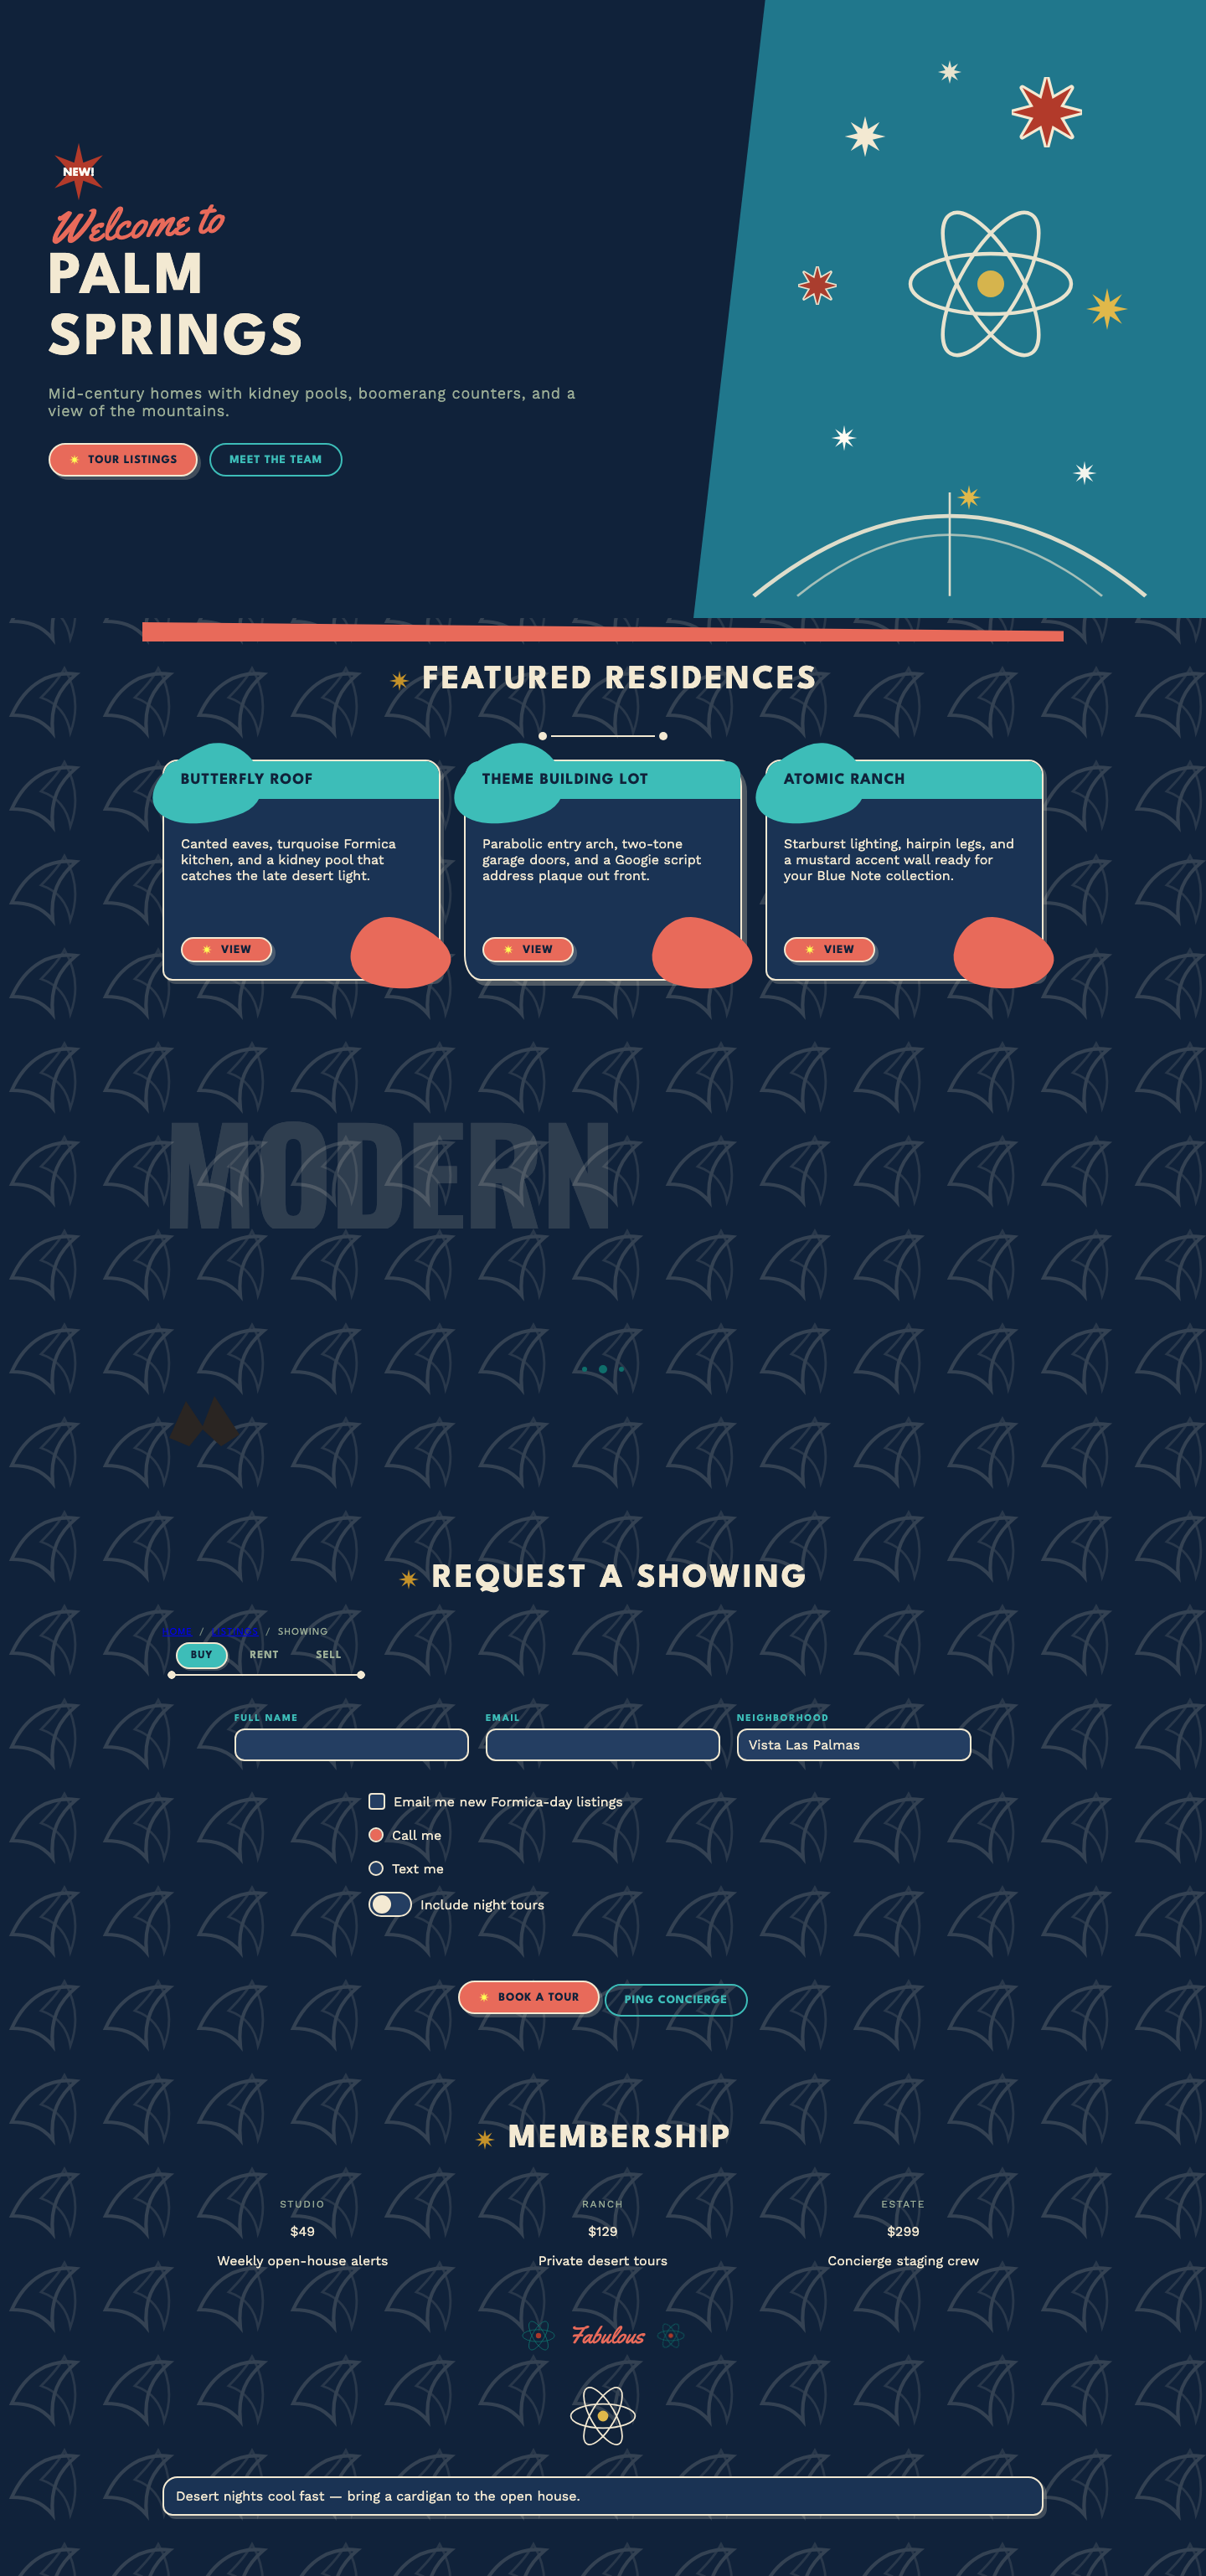 NEW!
Welcome to
PALM
SPRINGS
Mid-century homes with kidney pools, boomerang counters, and a
view of the mountains.
TOUR LISTINGS
MEET THE TEAM
FEATURED RESIDENCES
BUTTERFLY ROOF
Canted eaves, turquoise Formica
kitchen, and a kidney pool that
catches the late desert light.
VIEW
THEME BUILDING LOT
Parabolic entry arch, two-tone
garage doors, and a Googie script
address plaque out front.
VIEW
ATOMIC RANCH
Starburst lighting, hairpin legs, and
a mustard accent wall ready for
your Blue Note collection.
VIEW
MODERN
REQUEST A SHOWING
HOME / LISTINGS / SHOWING
BUY RENT SELL
FULL NAME
EMAIL
NEIGHBORHOOD
Vista Las Palmas
Email me new Formica-day listings
Call me
Text me
Include night tours
BOOK A TOUR
PING CONCIERGE
MEMBERSHIP
STUDIO
$49
Weekly open-house alerts
RANCH
$129
Private desert tours
ESTATE
$299
Concierge staging crew
Fabulous
Desert nights cool fast — bring a cardigan to the open house.